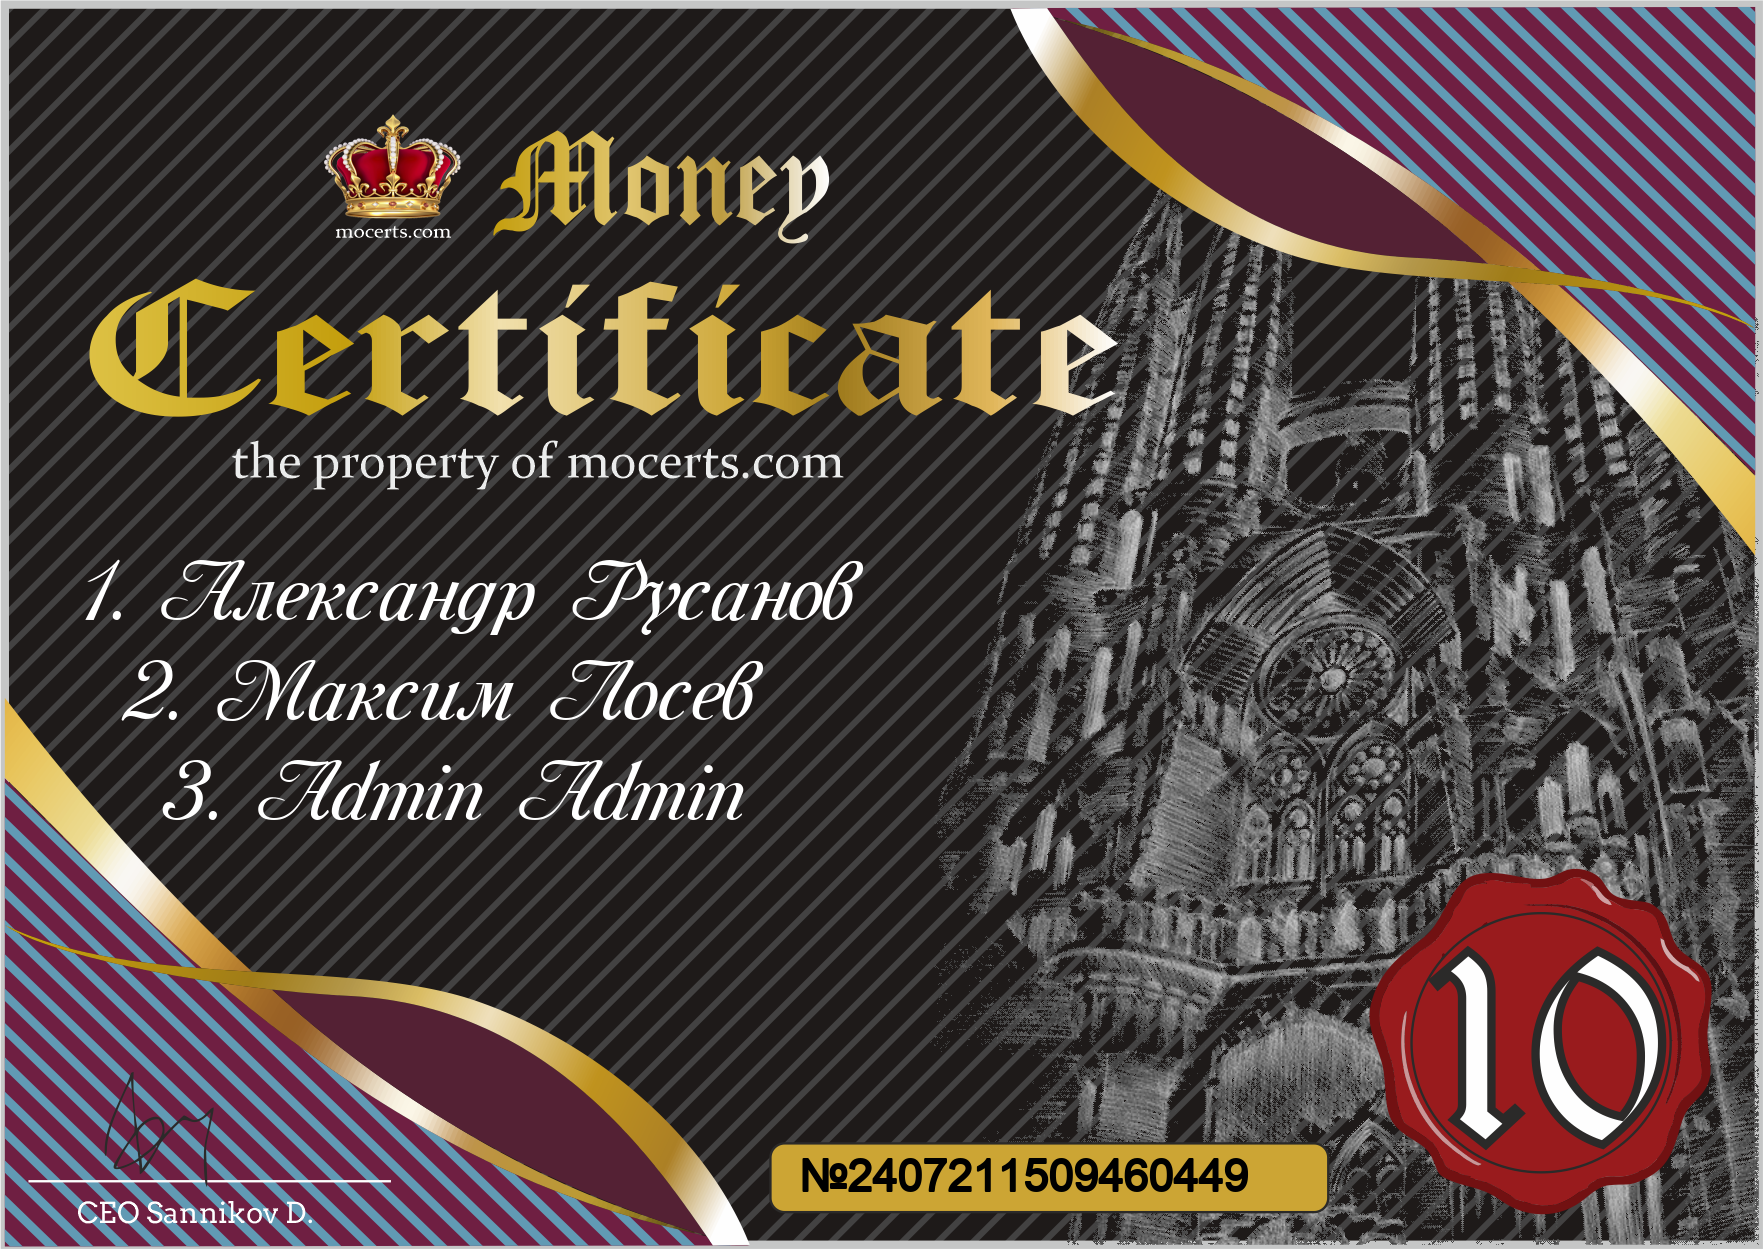 mocerts.com
Money
Certificate
the property of mocerts.com
1. Александр Русанов
2. Максим Лосев
3. Admin Admin
10
№2407211509460449
CEO Sannikov D.